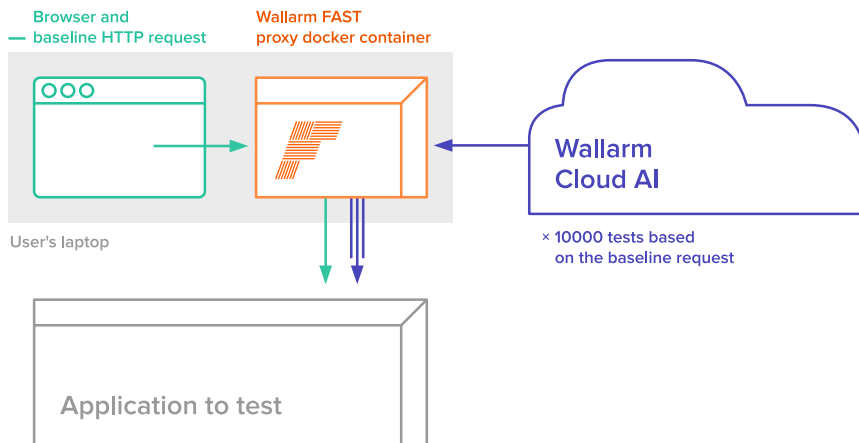 Browser and
baseline HTTP request
Wallarm FAST
proxy docker container
Wallarm
Cloud AI
User's laptop
× 10000 tests based
on the baseline request
Application to test